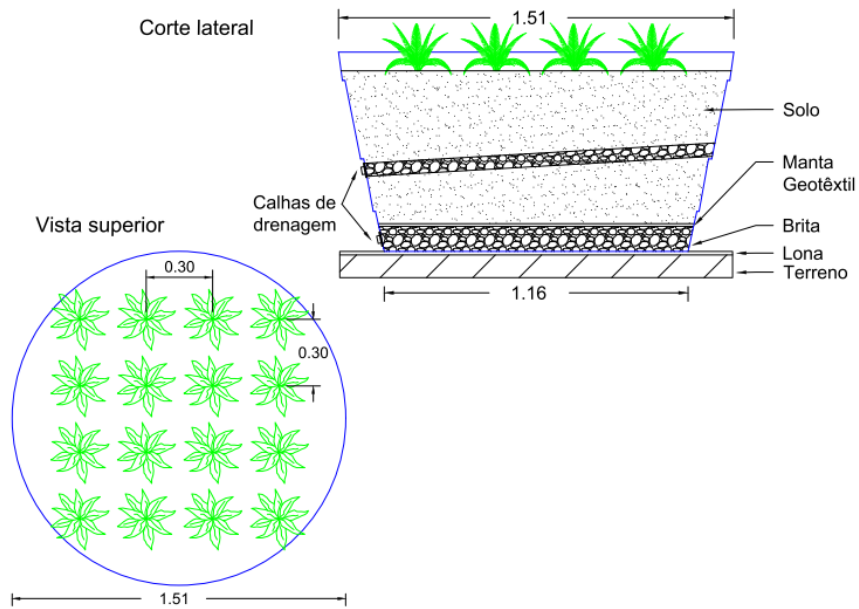 Corte lateral
1.51
Solo
Manta
Geotêxtil
Brita
Lona
Terreno
Calhas de
drenagem
1.16
Vista superior
0.30
0.30
1.51